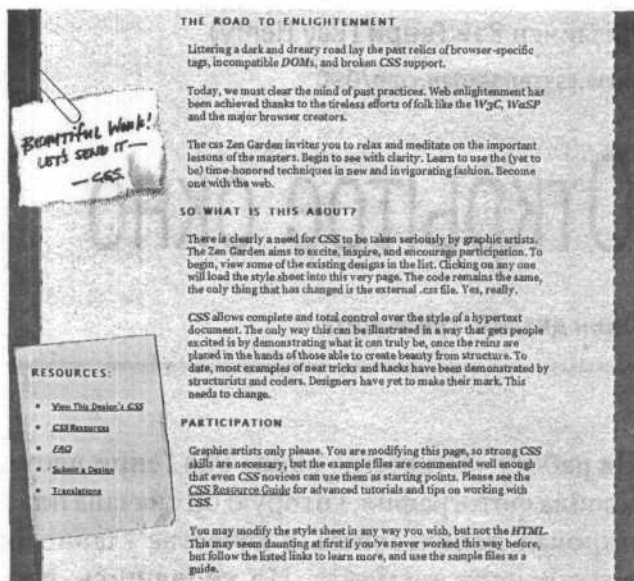 THE ROAD TO ENLIGHTENMENT
Littering a dark and dreary road lay the past relics of browser-specific
tags, incompatible DOMs, and broken CSS support.
Today, we must clear the mind of past practices. Web enlightenment has
been achieved thanks to the tireless efforts of folk like the W3C, WaSP
and the major browser creators.
The css Zen Garden invites you to relax and meditate on the important
lessons of the masters. Begin to see with clarity. Learn to use the (yet to
be) time-honored techniques in new and invigorating fashion. Become
one with the web.
SO WHAT IS THIS ABOUT?
There is clearly a need for CSS to be taken seriously by graphic artists.
The Zen Garden aims to excite, inspire, and encourage participation. To
begin, view some of the existing designs in the list. Clicking on any one
will load the style sheet into this very page. The code remains the same,
the only thing that has changed is the external .css file. Yes, really.
CSS allows complete and total control over the style of a hypertext
document. The only way this can be illustrated in a way that gets people
excited is by demonstrating what it can truly be, once the reins are
placed in the hands of those able to create beauty from structure. To
date, most examples of neat tricks and hacks have been demonstrated by
structurists and coders. Designers have yet to make their mark. This
needs to change.
PARTICIPATION
Graphic artists only please. You are modifying this page, so strong CSS
skills are necessary, but the example files are commented well enough
that even CSS novices can use them as starting points. Please see the
CSS Resource Guide for advanced tutorials and tips on working with
CSS.
You may modify the style sheet in any way you wish, but not the HTML.
This may seem daunting at first if you've never worked this way before,
but follow the listed links to learn more, and use the sample files as a
guide.
BEAUTIFUL WORK!
LET'S SEND IT—
—CSS.
RESOURCES:
View This Design's CSS
CSS Resources
FAQ
Submit a Design
Translations